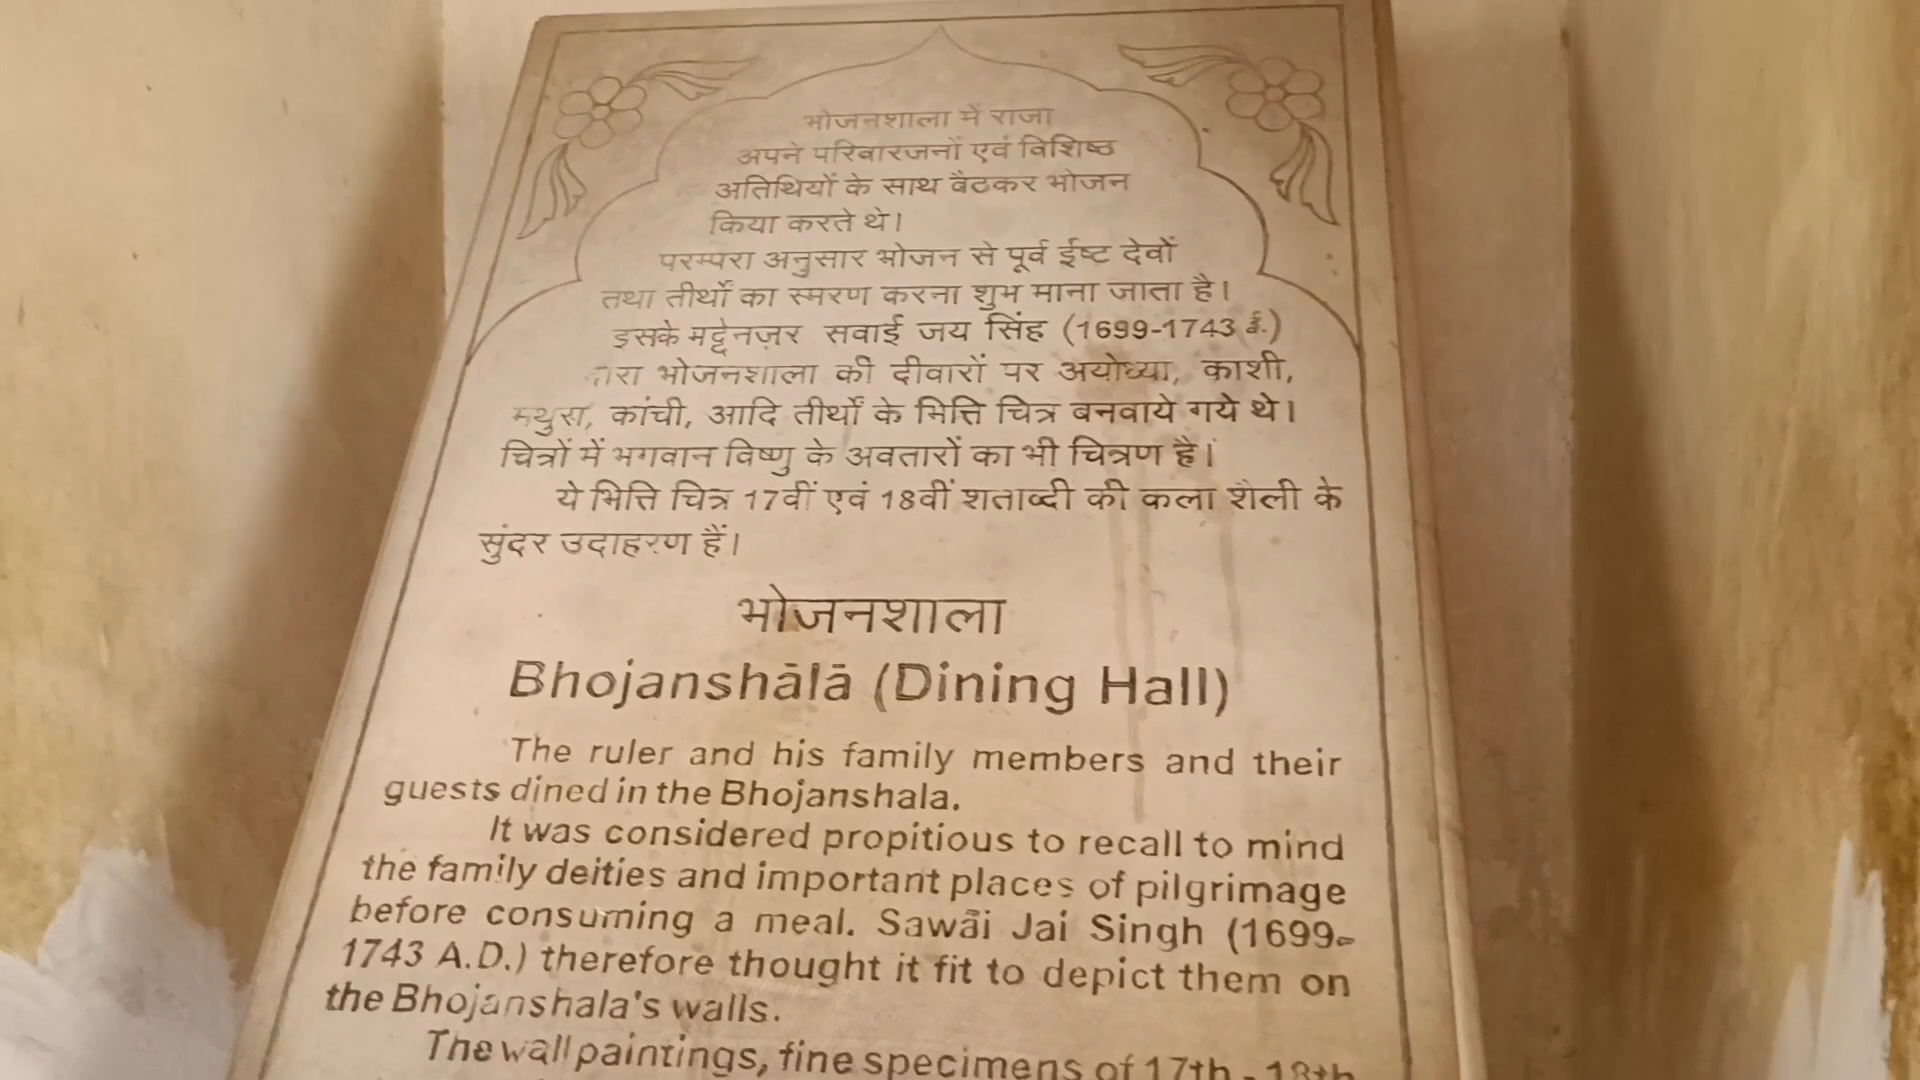 भोजनशाला में राजा
अपने परिवारजनों एवं विशिष्ठ
अतिथियों के साथ बैठकर भोजन
किया करते थे।
परम्परा अनुसार भोजन से पूर्व ईष्ट देवों
तथा तीर्थों का स्मरण करना शुभ माना जाता है।
इसके मद्देनज़र सवाई जय सिंह (1699-1743 ई.)
भोजनशाला की दीवारों पर अयोध्या, काशी,
मथुरा, कांची, आदि तीर्थों के भित्ति चित्र बनवाये गये थे।
चित्रों में भगवान विष्णु के अवतारों का भी चित्रण है।
ये भित्ति चित्र 17वीं एवं 18वीं शताब्दी की कला शैली के
सुंदर उदाहरण हैं।
भोजनशाला
Bhojanshālā (Dining Hall)
The ruler and his family members and their
guests dined in the Bhojanshala.
It was considered propitious to recall to mind
the family deities and important places of pilgrimage
before consuming a meal. Sawāi Jai Singh (1699-
1743 A.D.) therefore thought it fit to depict them on
the Bhojanshala's walls.
The wall paintings, fine specimens of 17th - 18th